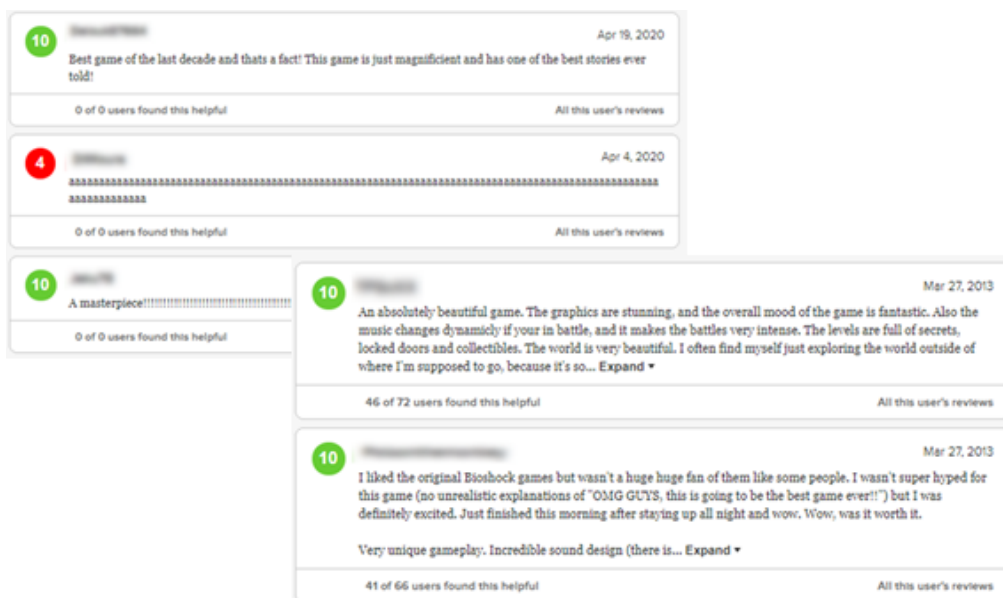 10
Apr 19, 2020
Best game of the last decade and thats a fact! This game is just magnificient and has one of the best stories ever
told!
0 of 0 users found this helpful
All this user's reviews
4
Apr 4, 2020
0 of 0 users found this helpful
All this user's reviews
10
A masterpiece!!!!!!!!!!!!!!!!!!!!!!!!!!!!!!!!!!!!!!!!!
0 of 0 users found this helpful
10
Mar 27, 2013
An absolutely beautiful game. The graphics are stunning, and the overall mood of the game is fantastic. Also the
music changes dynamicly if your in battle, and it makes the battles very intense. The levels are full of secrets,
locked doors and collectibles. The world is very beautiful. I often find myself just exploring the world outside of
where I'm supposed to go, because it's so... Expand
46 of 72 users found this helpful
All this user's reviews
10
Mar 27, 2013
I liked the original Bioshock games but wasn't a huge huge fan of them like some people. I wasn't super hyped for
this game (no unrealistic explanations of "OMG GUYS, this is going to be the best game ever!!") but I was
definitely excited. Just finished this morning after staying up all night and wow. Wow, was it worth it.
Very unique gameplay. Incredible sound design (there is... Expand
41 of 66 users found this helpful
All this user's reviews